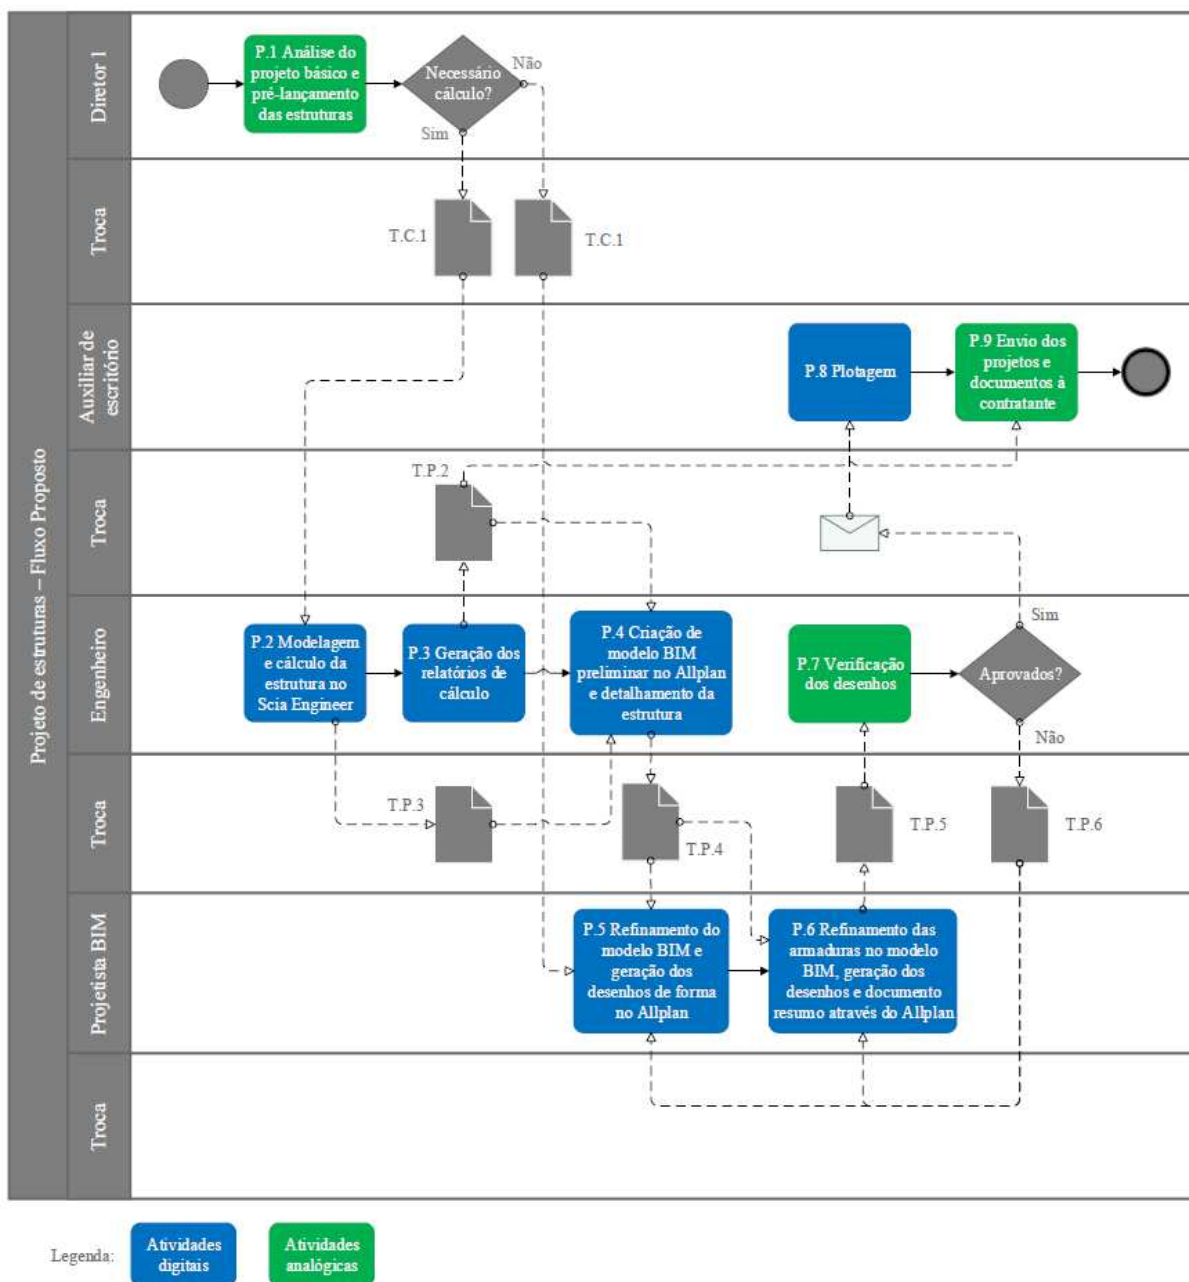 Projeto de estruturas – Fluxo Proposto
Diretor 1
P.1 Análise do
projeto básico e
pré-lançamento
das estruturas
Necessário
cálculo?
Não
Sim
Troca
T.C.1
T.C.1
Auxiliar de
escritório
P.8 Plotagem
P.9 Envio dos
projetos e
documentos à
contratante
Troca
T.P.2
Engenheiro
P.2 Modelagem
e cálculo da
estrutura no
Scia Engineer
P.3 Geração dos
relatórios de
cálculo
P.4 Criação de
modelo BIM
preliminar no Allplan
e detalhamento da
estrutura
P.7 Verificação
dos desenhos
Aprovados?
Sim
Não
Troca
T.P.3
T.P.4
T.P.5
T.P.6
Projetista BIM
P.5 Refinamento do
modelo BIM e
geração dos
desenhos de forma
no Allplan
P.6 Refinamento das
armaduras no modelo
BIM, geração dos
desenhos e documento
resumo através do Allplan
Troca
Legenda:
Atividades
digitais
Atividades
analógicas